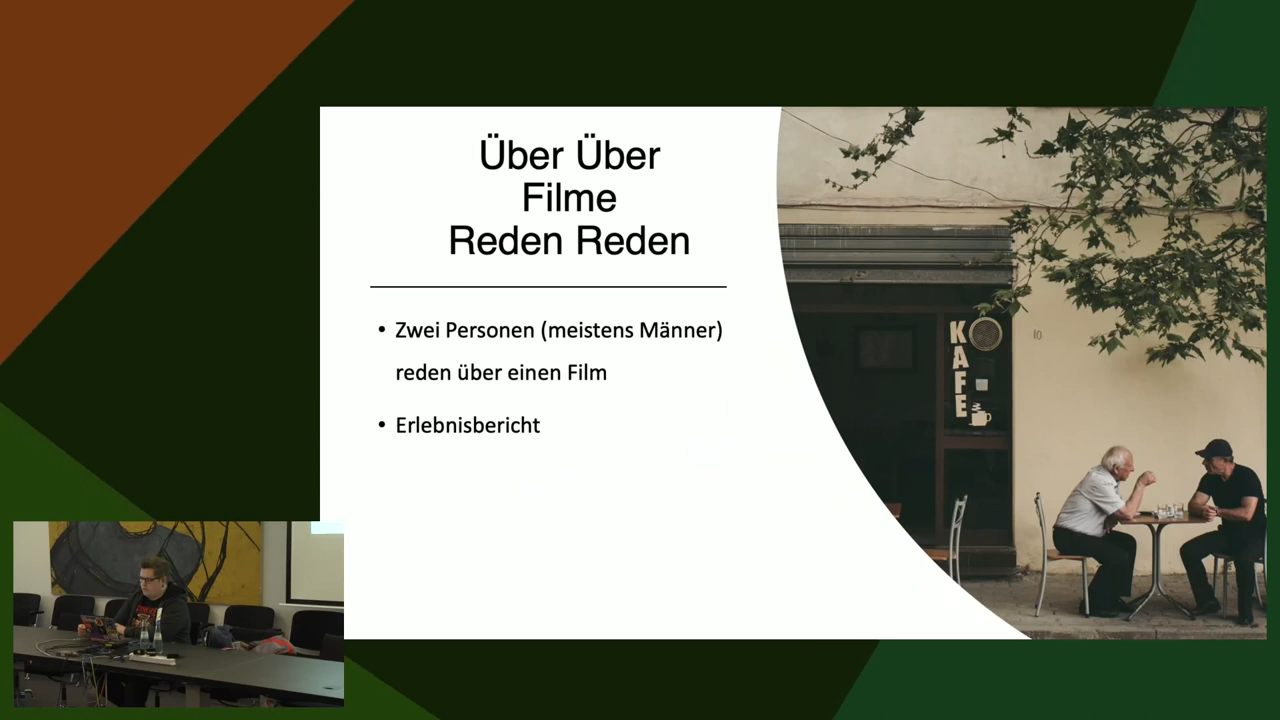 Über Über
Filme
Reden Reden
• Zwei Personen (meistens Männer)
reden über einen Film
• Erlebnisbericht
KAFE
10